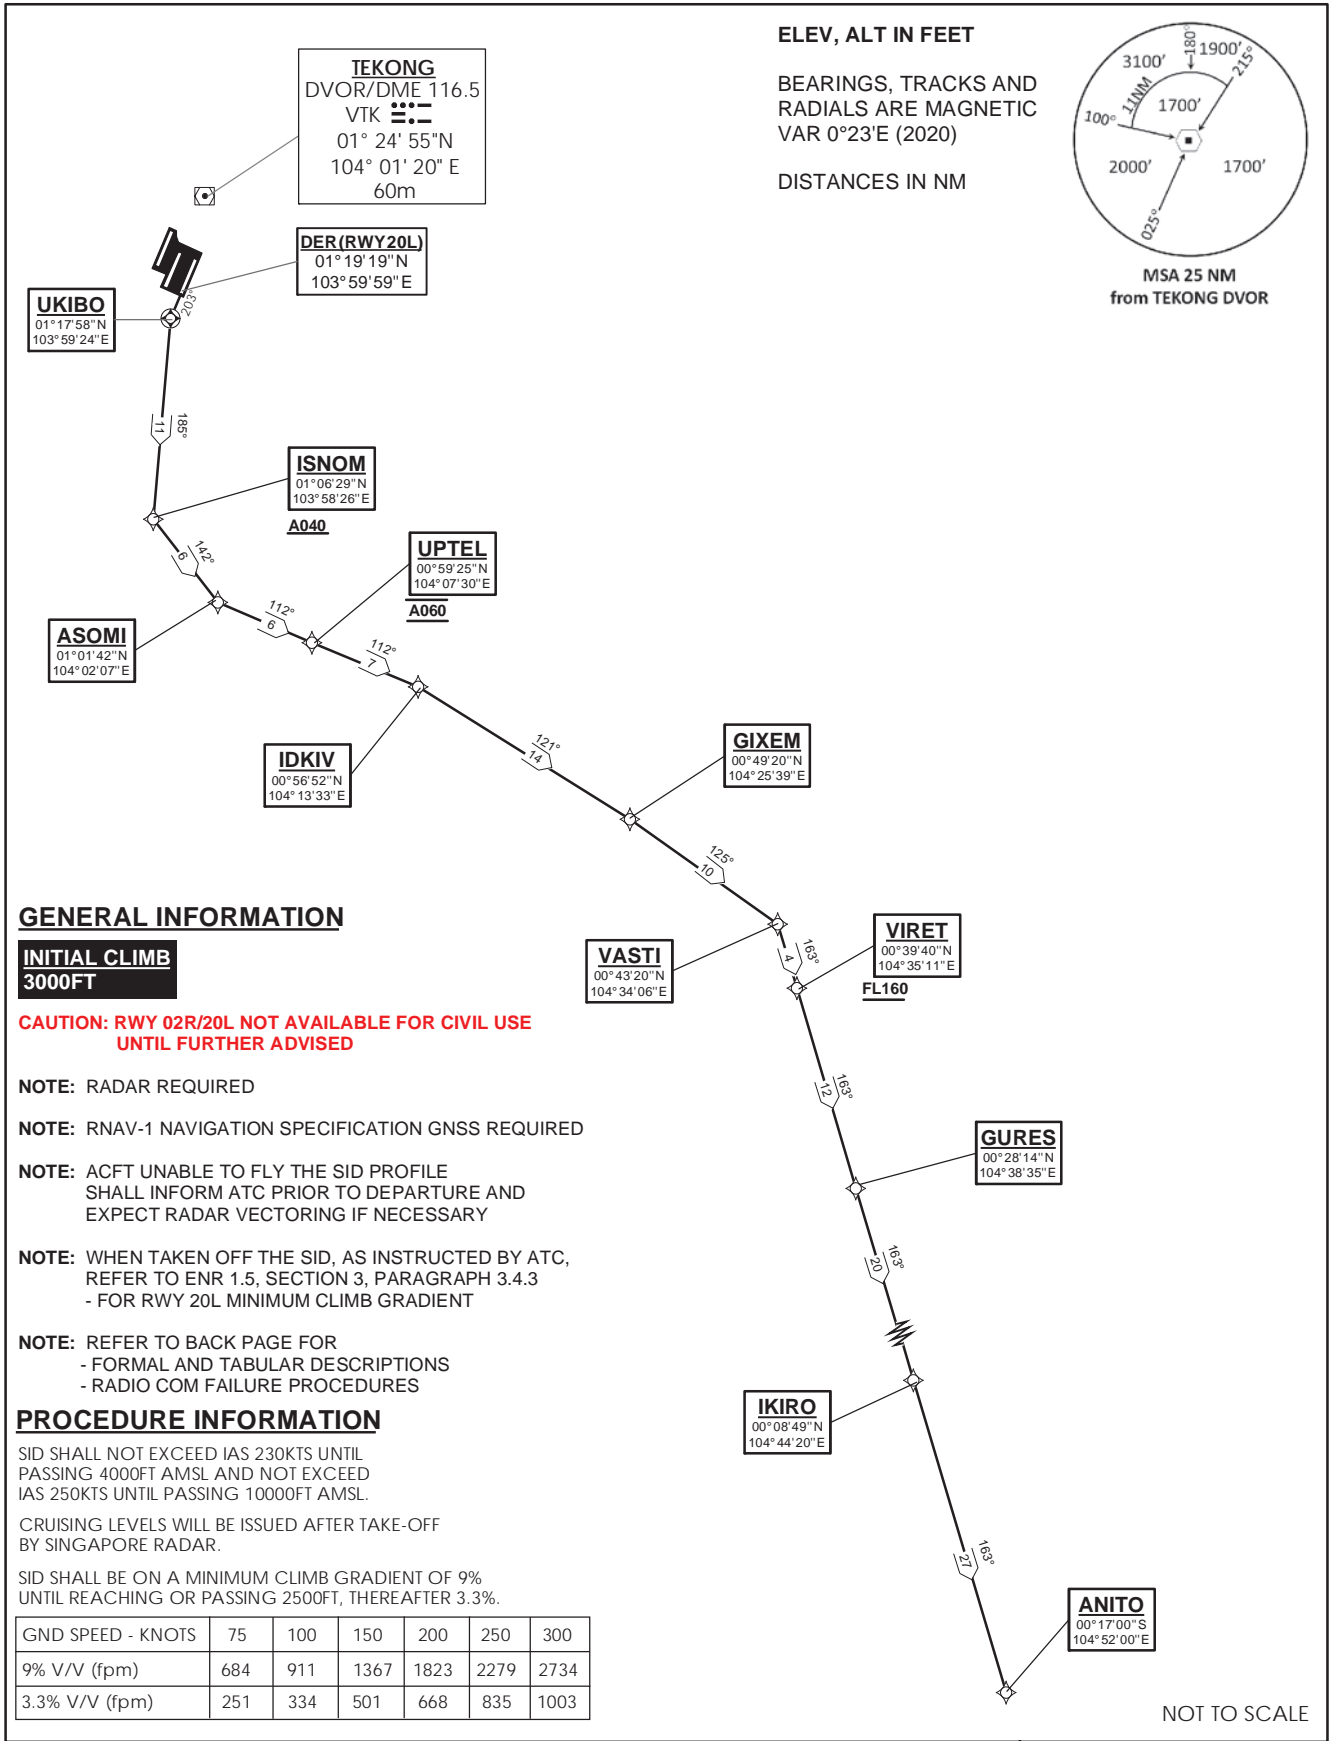 TEKONG
DVOR/DME 116.5
VTK
01° 24' 55"N
104° 01' 20" E
60m
ELEV, ALT IN FEET
BEARINGS, TRACKS AND
RADIALS ARE MAGNETIC
VAR 0°23'E (2020)
DISTANCES IN NM
3100'
180°
1900'
215°
11NM
1700'
100°
2000'
1700'
025°
MSA 25 NM
from TEKONG DVOR
DER(RWY20L)
01°19'19"N
103°59'59"E
203°
UKIBO
01°17'58"N
103°59'24"E
11
185°
ISNOM
01°06'29"N
103°58'26"E
A040
6
142°
UPTEL
00°59'25"N
104°07'30"E
A060
ASOMI
01°01'42"N
104°02'07"E
112°
6
112°
7
IDKIV
00°56'52"N
104°13'33"E
121°
14
GIXEM
00°49'20"N
104°25'39"E
125°
10
VASTI
00°43'20"N
104°34'06"E
4
163°
VIRET
00°39'40"N
104°35'11"E
FL160
12
163°
GURES
00°28'14"N
104°38'35"E
20
163°
IKIRO
00°08'49"N
104°44'20"E
27
163°
ANITO
00°17'00"S
104°52'00"E
GENERAL INFORMATION
INITIAL CLIMB
3000FT
CAUTION: RWY 02R/20L NOT AVAILABLE FOR CIVIL USE
UNTIL FURTHER ADVISED
NOTE: RADAR REQUIRED
NOTE: RNAV-1 NAVIGATION SPECIFICATION GNSS REQUIRED
NOTE: ACFT UNABLE TO FLY THE SID PROFILE
SHALL INFORM ATC PRIOR TO DEPARTURE AND
EXPECT RADAR VECTORING IF NECESSARY
NOTE: WHEN TAKEN OFF THE SID, AS INSTRUCTED BY ATC,
REFER TO ENR 1.5, SECTION 3, PARAGRAPH 3.4.3
- FOR RWY 20L MINIMUM CLIMB GRADIENT
NOTE: REFER TO BACK PAGE FOR
- FORMAL AND TABULAR DESCRIPTIONS
- RADIO COM FAILURE PROCEDURES
PROCEDURE INFORMATION
SID SHALL NOT EXCEED IAS 230KTS UNTIL
PASSING 4000FT AMSL AND NOT EXCEED
IAS 250KTS UNTIL PASSING 10000FT AMSL.
CRUISING LEVELS WILL BE ISSUED AFTER TAKE-OFF
BY SINGAPORE RADAR.
SID SHALL BE ON A MINIMUM CLIMB GRADIENT OF 9%
UNTIL REACHING OR PASSING 2500FT, THEREAFTER 3.3%.
GND SPEED - KNOTS 75 100 150 200 250 300
9% V/V (fpm) 684 911 1367 1823 2279 2734
3.3% V/V (fpm) 251 334 501 668 835 1003
NOT TO SCALE